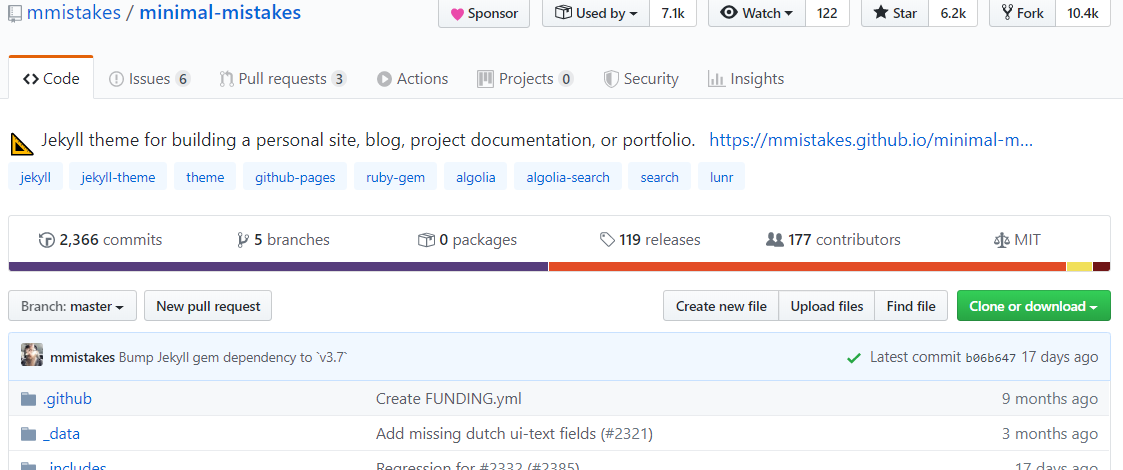 mmistakes / minimal-mistakes
Sponsor Used by 7.1k Watch 122 Star 6.2k Fork 10.4k
Code Issues 6 Pull requests 3 Actions Projects 0 Security Insights
Jekyll theme for building a personal site, blog, project documentation, or portfolio. https://mmistakes.github.io/minimal-m...
jekyll jekyll-theme theme github-pages ruby-gem algolia algolia-search search lunr
2,366 commits 5 branches 0 packages 119 releases 177 contributors MIT
Branch: master New pull request Create new file Upload files Find file Clone or download
mmistakes Bump Jekyll gem dependency to `v3.7` Latest commit b06b647 17 days ago
.github Create FUNDING.yml 9 months ago
_data Add missing dutch ui-text fields (#2321) 3 months ago
_includes Regression for #2332 (#2385) 17 days ago